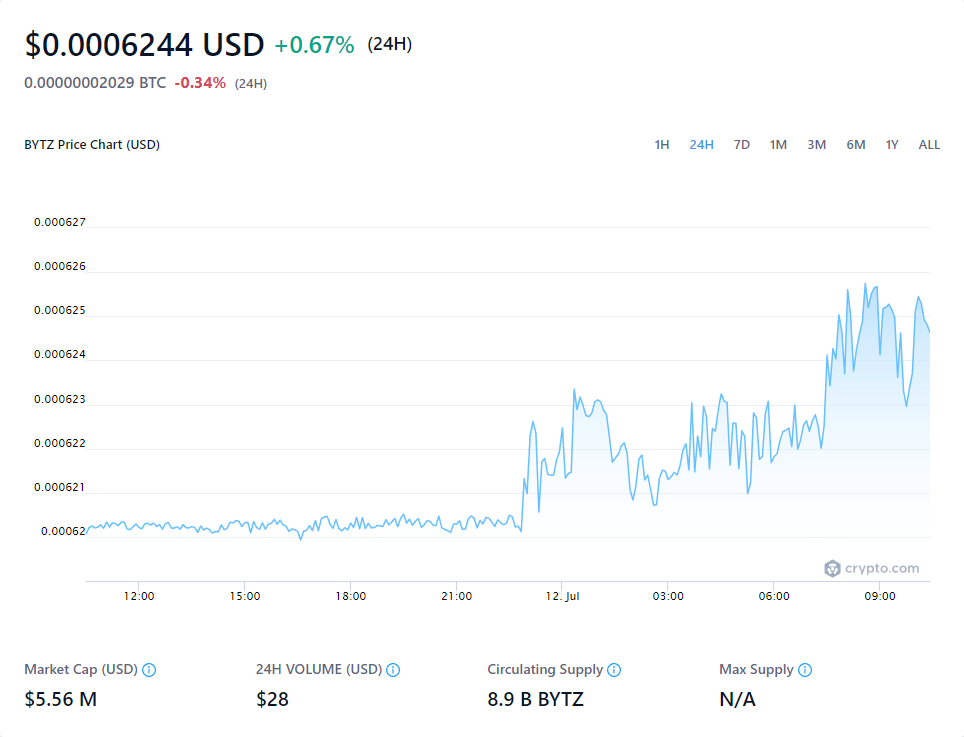 $0.0006244 USD +0.67% (24H)
0.00000002029 BTC -0.34% (24H)
BYTZ Price Chart (USD) 1H 24H 7D 1M 3M 6M 1Y ALL
0.000627
0.000626
0.000625
0.000624
0.000623
0.000622
0.000621
0.00062
crypto.com
12:00 15:00 18:00 21:00 12. Jul 03:00 06:00 09:00
Market Cap (USD) 24H VOLUME (USD) Circulating Supply Max Supply
$5.56 M $28 8.9 B BYTZ N/A